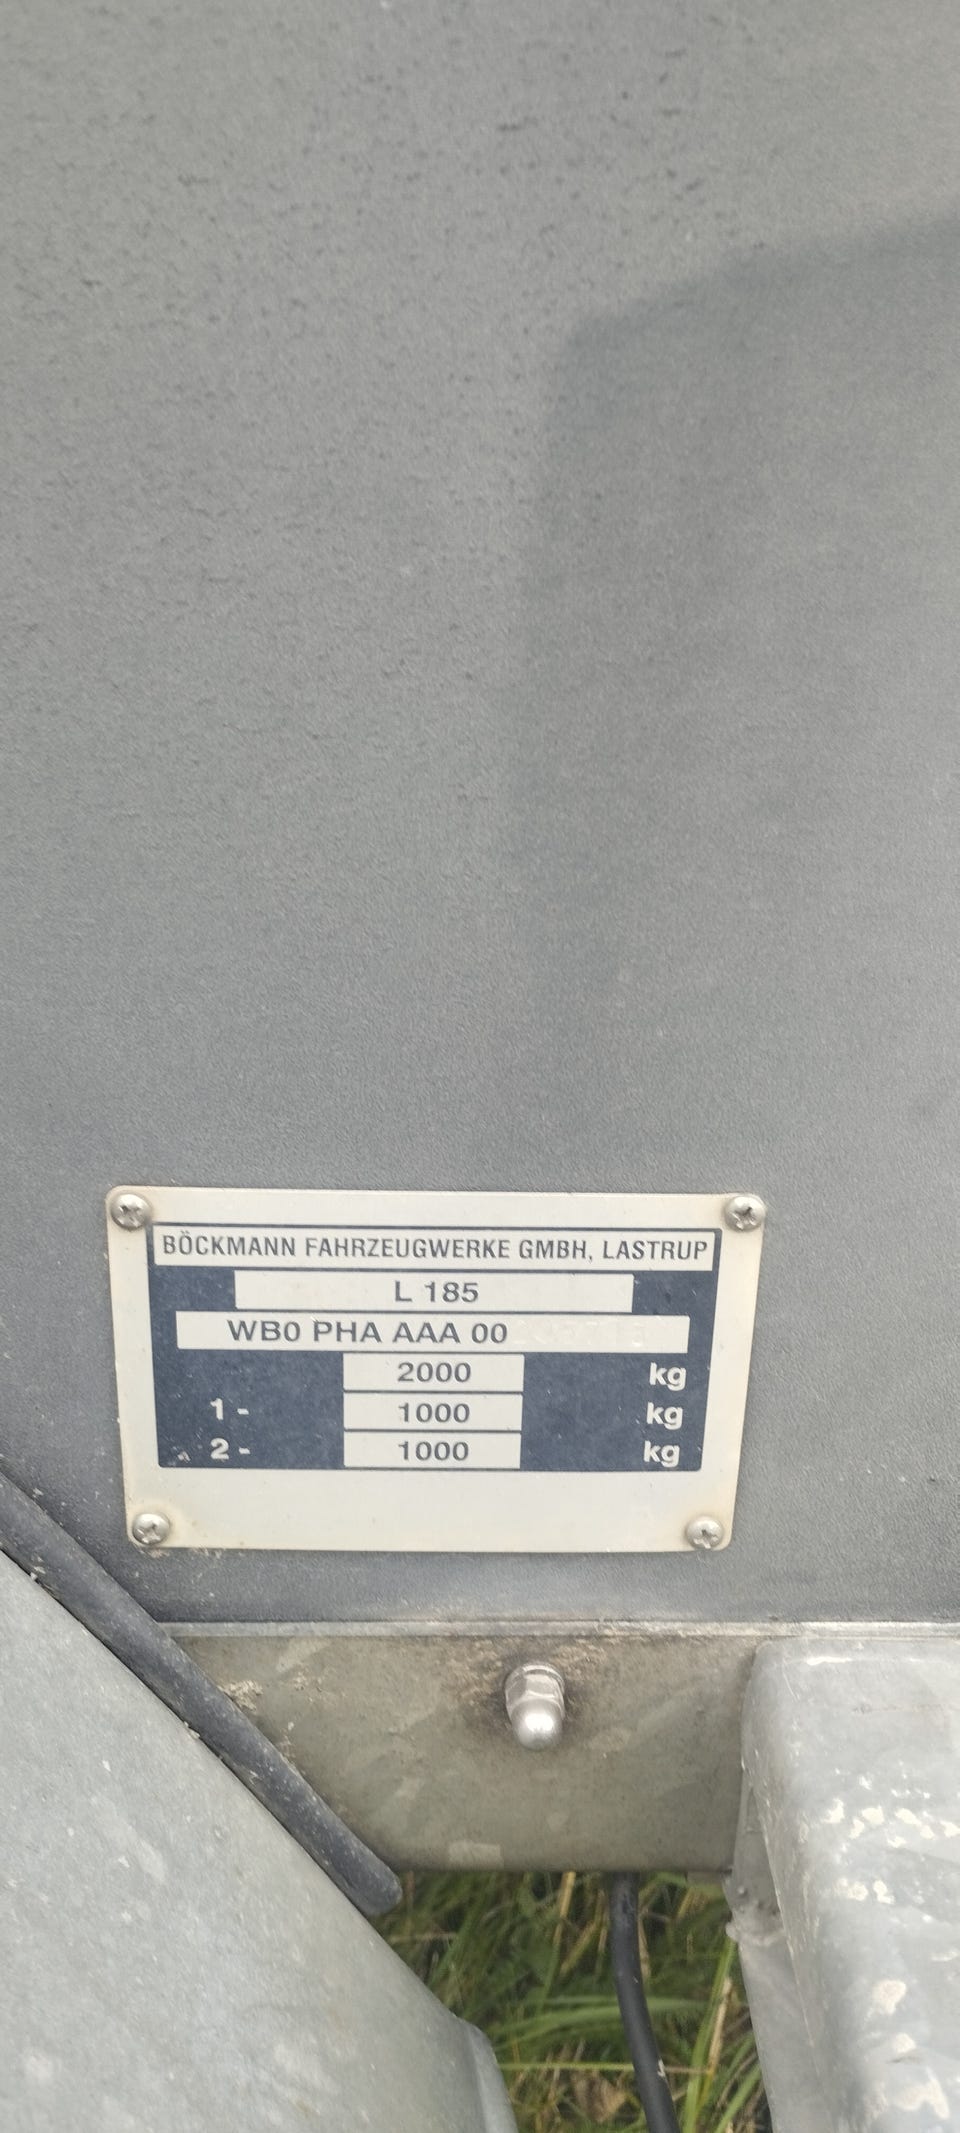 BÖCKMANN FAHRZEUGWERKE GMBH, LASTRUP
L 185
WB0 PHA AAA 00
2000 kg
1 - 1000 kg
2 - 1000 kg